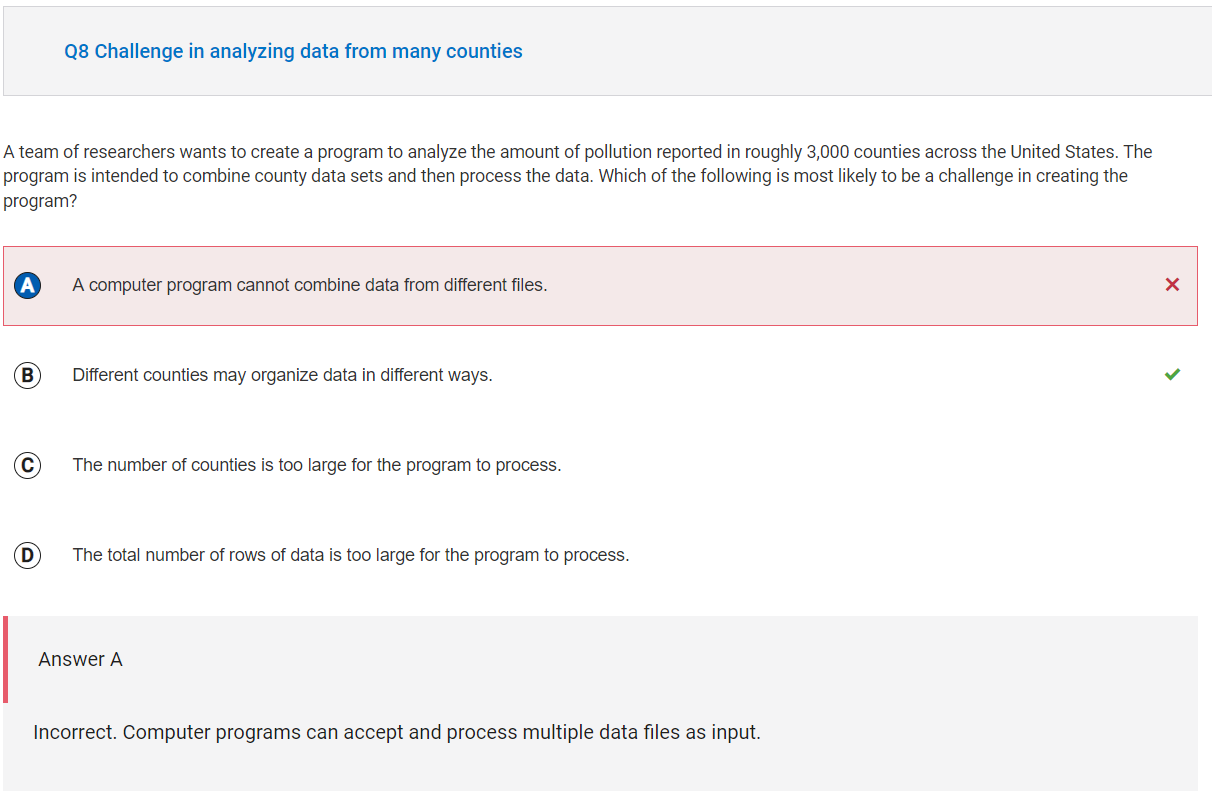 Q8 Challenge in analyzing data from many counties
A team of researchers wants to create a program to analyze the amount of pollution reported in roughly 3,000 counties across the United States. The
program is intended to combine county data sets and then process the data. Which of the following is most likely to be a challenge in creating the
program?
A A computer program cannot combine data from different files.
B Different counties may organize data in different ways.
C The number of counties is too large for the program to process.
D The total number of rows of data is too large for the program to process.
Answer A
Incorrect. Computer programs can accept and process multiple data files as input.